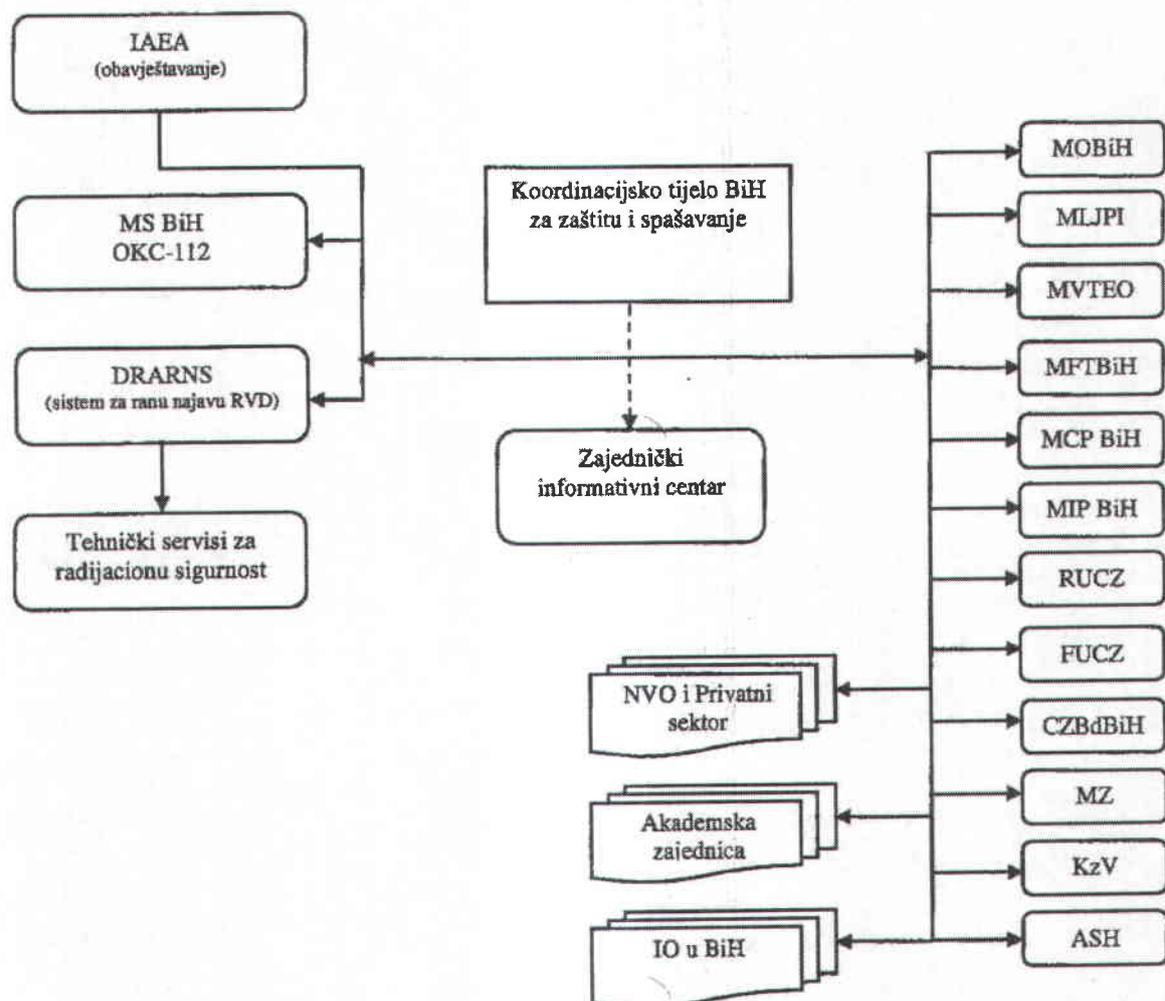 IAEA
(obavještavanje)
MS BiH
OKC-112
DRARNS
(sistem za ranu najavu RVD)
Tehnički servisi za
radijacionu sigurnost
Koordinacijsko tijelo BiH
za zaštitu i spašavanje
Zajednički
informativni centar
NVO i Privatni
sektor
Akademska
zajednica
IO u BiH
MOBiH
MLJPI
MVTEO
MFTBiH
MCP BiH
MIP BiH
RUCZ
FUCZ
CZBdBiH
MZ
KzV
ASH